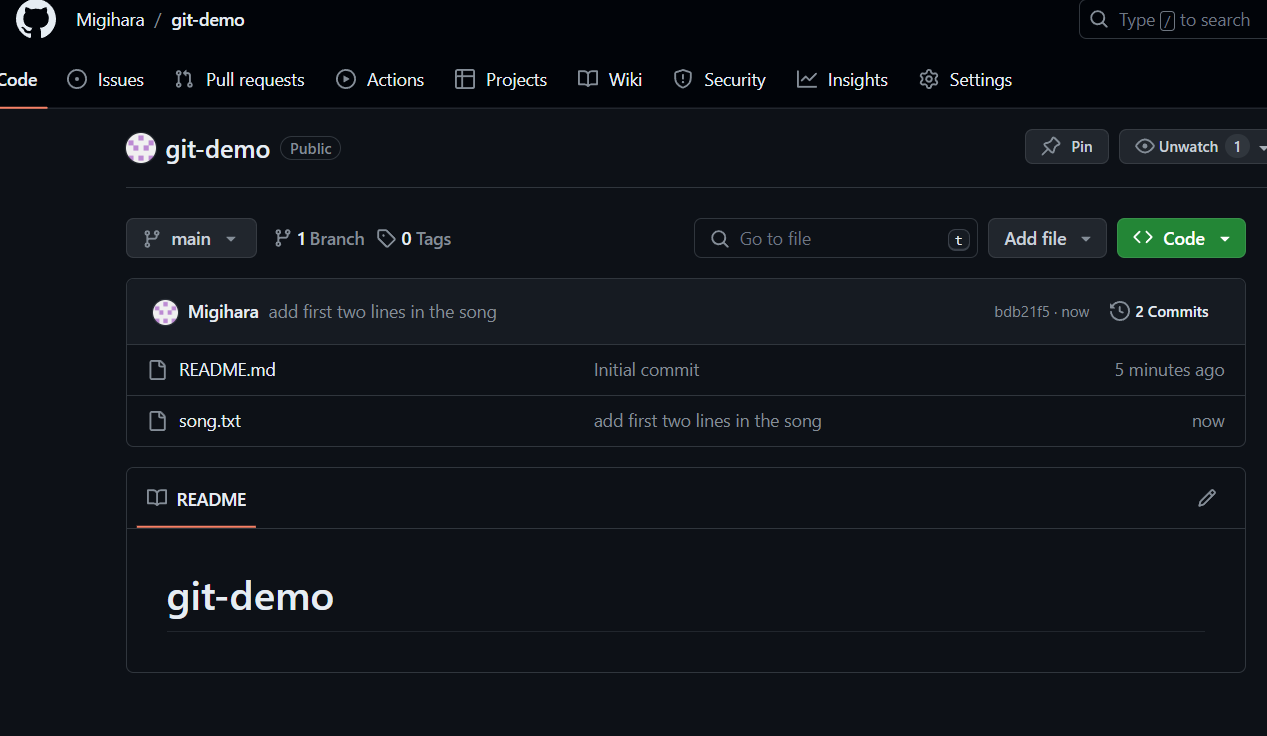 Migihara / git-demo
Type / to search
Code Issues Pull requests Actions Projects Wiki Security Insights Settings
git-demo Public
Pin Unwatch 1
main 1 Branch 0 Tags Go to file t Add file Code
Migihara add first two lines in the song bdb21f5 · now 2 Commits
README.md Initial commit 5 minutes ago
song.txt add first two lines in the song now
README
git-demo